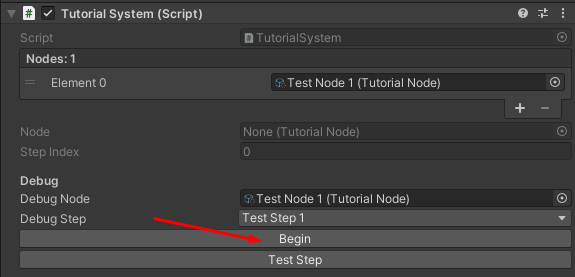 Tutorial System (Script)
Script TutorialSystem
Nodes: 1
Element 0 Test Node 1 (Tutorial Node)
Node None (Tutorial Node)
Step Index 0
Debug
Debug Node Test Node 1 (Tutorial Node)
Debug Step Test Step 1
Begin
Test Step